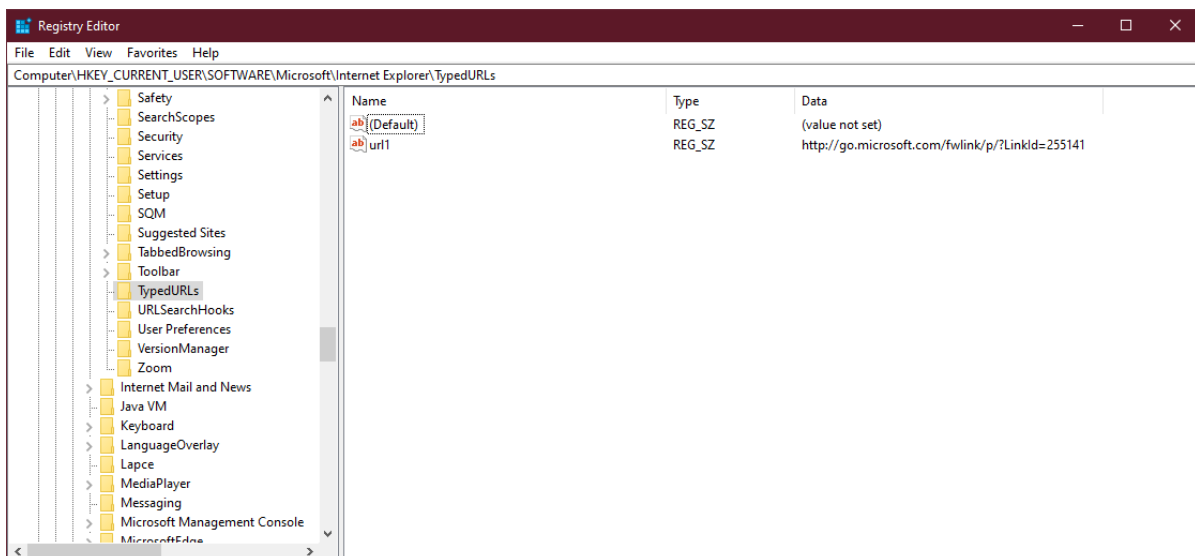 Registry Editor
File Edit View Favorites Help
Computer\HKEY_CURRENT_USER\SOFTWARE\Microsoft\Internet Explorer\TypedURLs
Safety
SearchScopes
Security
Services
Settings
Setup
SQM
Suggested Sites
TabbedBrowsing
Toolbar
TypedURLs
URLSearchHooks
User Preferences
VersionManager
Zoom
Internet Mail and News
Java VM
Keyboard
LanguageOverlay
Lapce
MediaPlayer
Messaging
Microsoft Management Console
MicrosoftEdge
Name Type Data
ab (Default) REG_SZ (value not set)
ab url1 REG_SZ http://go.microsoft.com/fwlink/p/?LinkId=255141